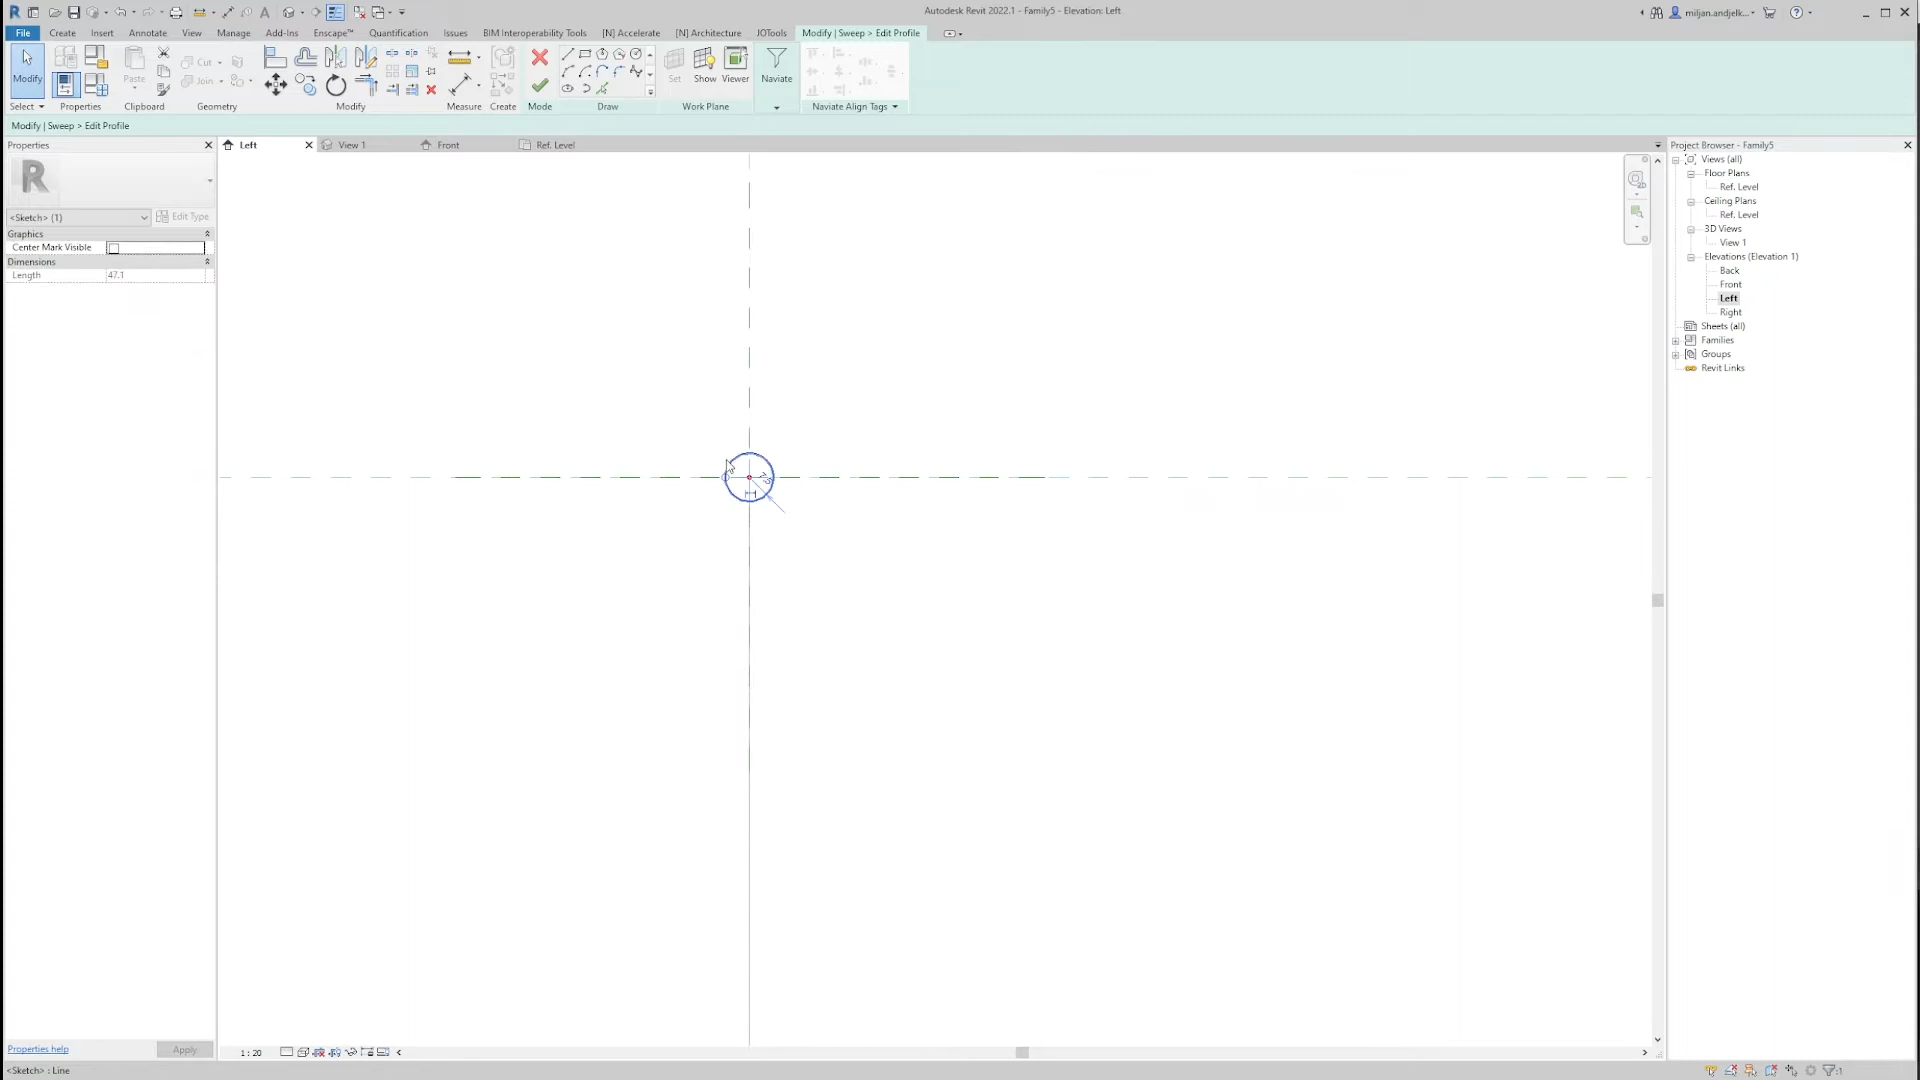 Autodesk Revit 2022.1 - Family5 - Elevation: Left
miljan.andjelk...
File Create Insert Annotate View Manage Add-Ins Enscape™ Quantification Issues BIM Interoperability Tools [N] Accelerate [N] Architecture JOTools Modify | Sweep > Edit Profile
Modify Paste Cut Join Set Show Viewer Naviate
Select Properties Clipboard Geometry Modify Measure Create Mode Draw Work Plane Naviate Align Tags
Modify | Sweep > Edit Profile
Properties
Left
View 1
Front
Ref. Level
Project Browser - Family5
<Sketch> (1)
Edit Type
Graphics
Center Mark Visible
Dimensions
Length 47.1
Views (all)
Floor Plans
Ref. Level
Ceiling Plans
Ref. Level
3D Views
View 1
Elevations (Elevation 1)
Back
Front
Left
Right
Sheets (all)
Families
Groups
Revit Links
7.5
Properties help
Apply
1 : 20
<Sketch> : Line
:1